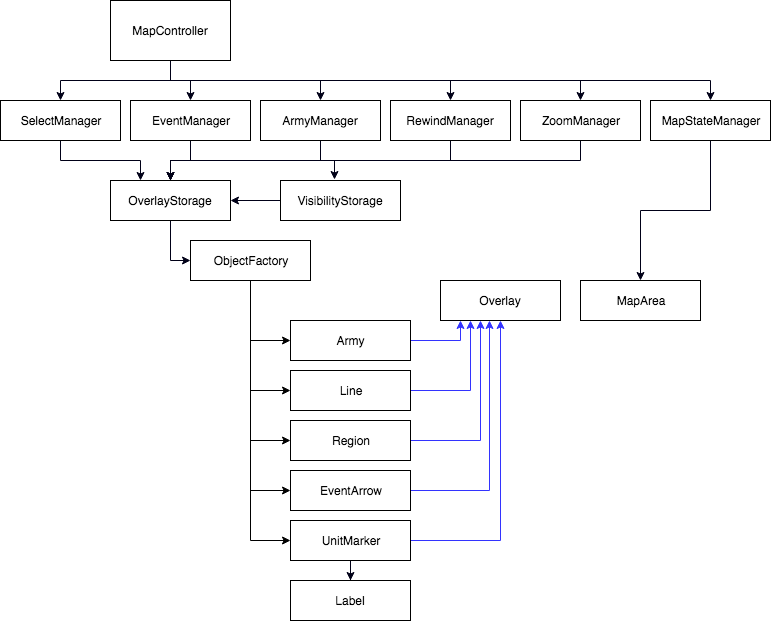 MapController
SelectManager
EventManager
ArmyManager
RewindManager
ZoomManager
MapStateManager
OverlayStorage
VisibilityStorage
ObjectFactory
Overlay
MapArea
Army
Line
Region
EventArrow
UnitMarker
Label